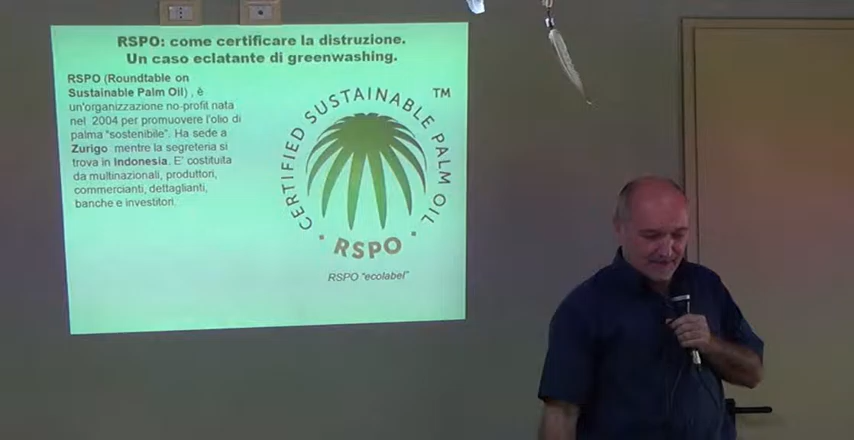 RSPO: come certificare la distruzione.
Un caso eclatante di greenwashing.
RSPO (Roundtable on
Sustainable Palm Oil) , è
un'organizzazione no-profit nata
nel 2004 per promuovere l'olio di
palma "sostenibile". Ha sede a
Zurigo mentre la segreteria si
trova in Indonesia. E' costituita
da multinazionali, produttori,
commercianti, dettaglianti,
banche e investitori.
CERTIFIED SUSTAINABLE PALM OIL
TM
RSPO
RSPO "ecolabel"